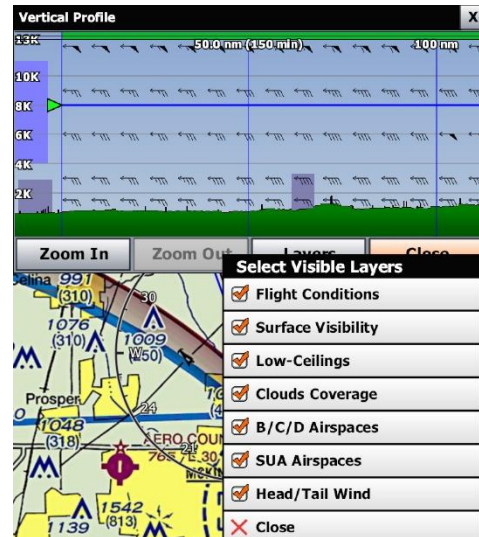 Vertical Profile X
13K 50.0 nm (150 min) 100 nm
10K
8K
6K
4K
2K
Zoom In Zoom Out Layers Close
Select Visible Layers
Flight Conditions
Surface Visibility
Low-Ceilings
Clouds Coverage
B/C/D Airspaces
SUA Airspaces
Head/Tail Wind
Close
Celina 991
(310)
30
1076
(310)
1009
Prosper
24
1048
(318)
AERO COUN
21
1542
(813)
1139